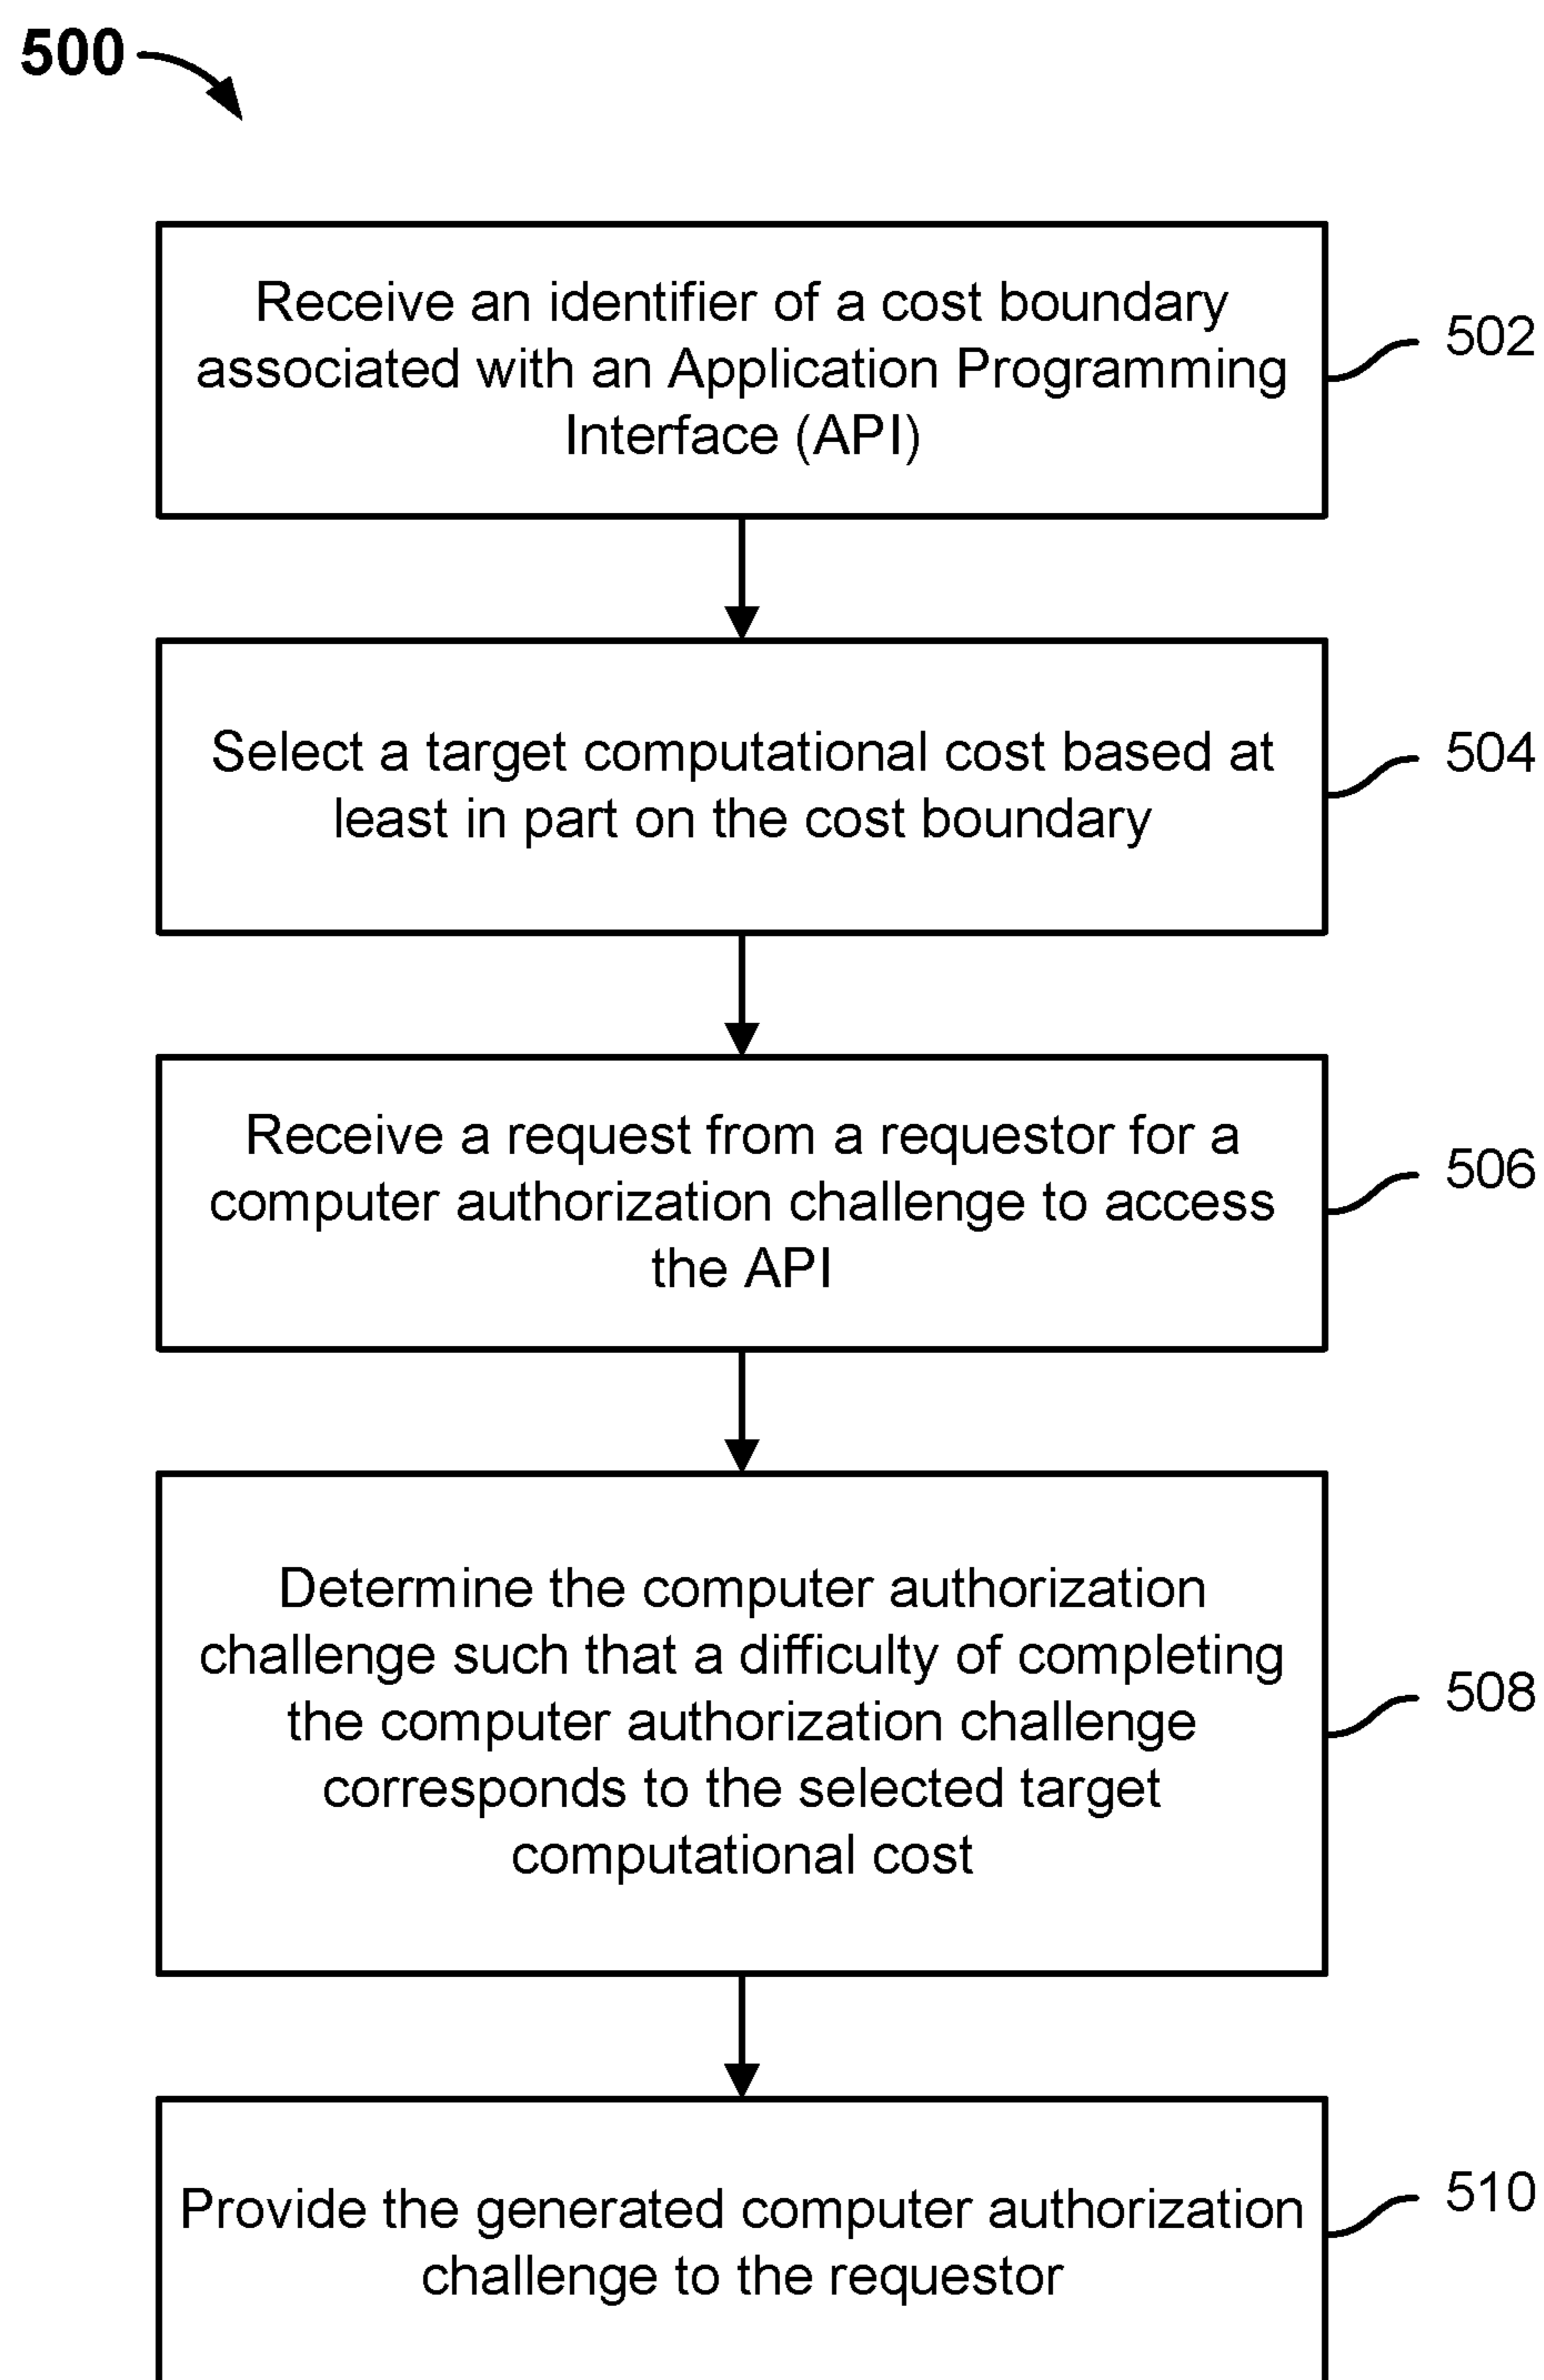 500
Receive an identifier of a cost boundary
associated with an Application Programming
Interface (API)
502
Select a target computational cost based at
least in part on the cost boundary
504
Receive a request from a requestor for a
computer authorization challenge to access
the API
506
Determine the computer authorization
challenge such that a difficulty of completing
the computer authorization challenge
corresponds to the selected target
computational cost
508
Provide the generated computer authorization
challenge to the requestor
510